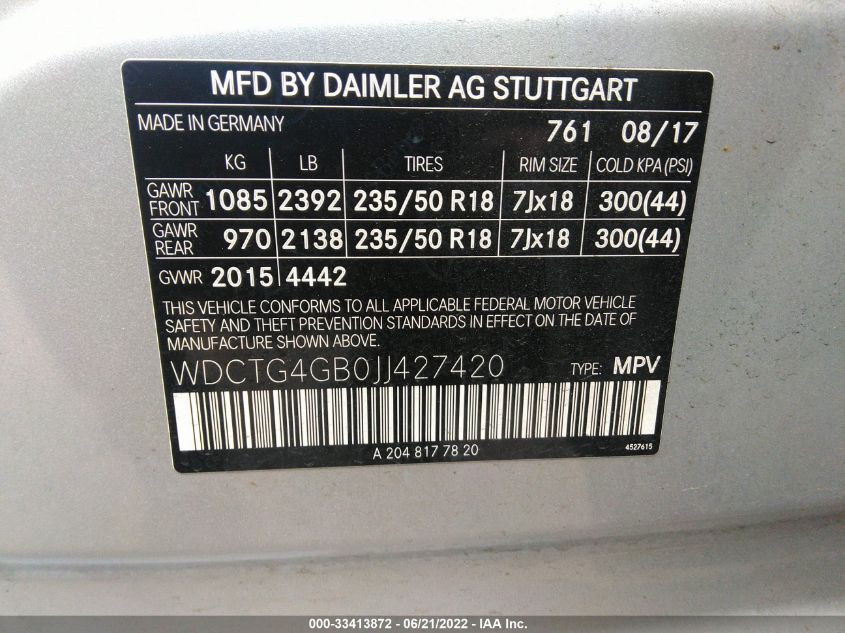 MFD BY DAIMLER AG STUTTGART
MADE IN GERMANY 761 08/17
KG LB TIRES RIM SIZE COLD KPA (PSI)
GAWR FRONT 1085 2392 235/50 R18 7Jx18 300(44)
GAWR REAR 970 2138 235/50 R18 7Jx18 300(44)
GVWR 2015 4442
THIS VEHICLE CONFORMS TO ALL APPLICABLE FEDERAL MOTOR VEHICLE
SAFETY AND THEFT PREVENTION STANDARDS IN EFFECT ON THE DATE OF
MANUFACTURE SHOWN ABOVE.
WDCTG4GB0JJ427420 TYPE: MPV
A 204 817 78 20 4527615
000-33413872 - 06/21/2022 - IAA Inc.